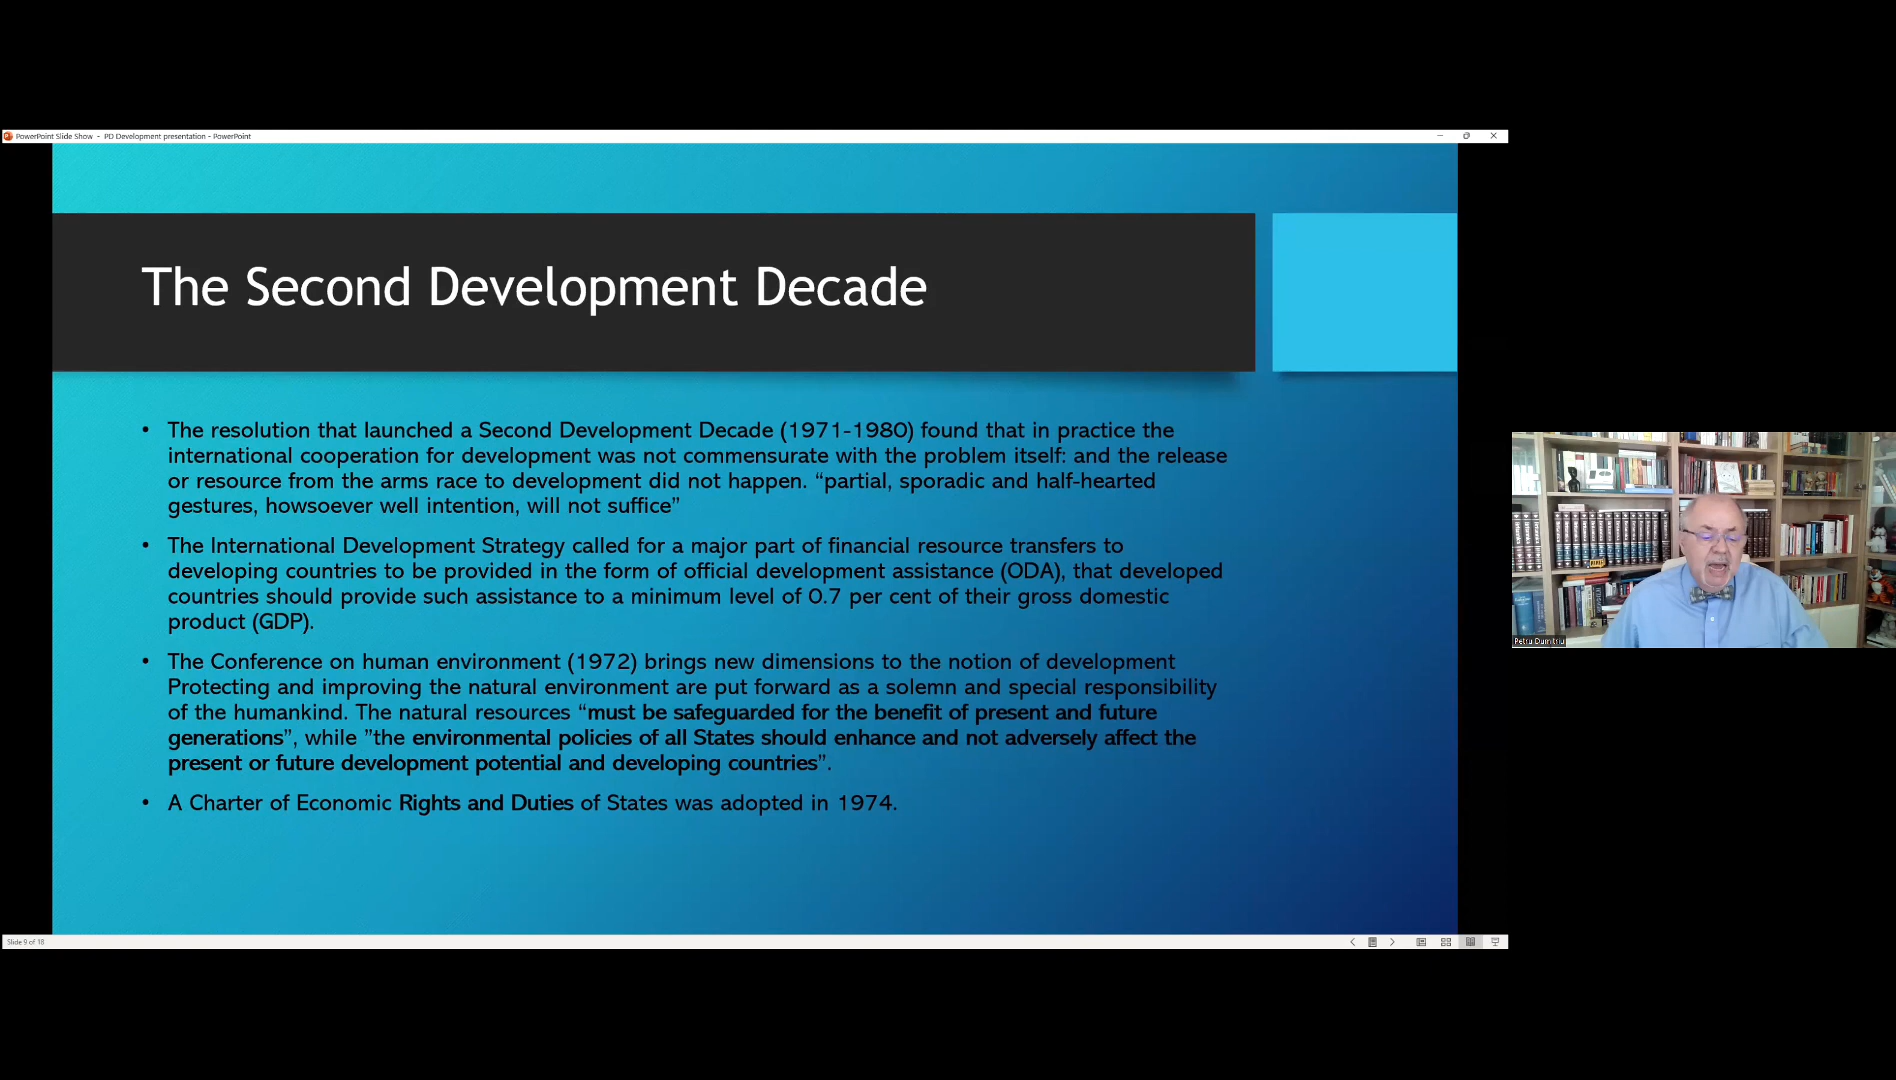 PowerPoint Slide Show - PD Development presentation - PowerPoint
The Second Development Decade
• The resolution that launched a Second Development Decade (1971-1980) found that in practice the
international cooperation for development was not commensurate with the problem itself: and the release
or resource from the arms race to development did not happen. “partial, sporadic and half-hearted
gestures, howsoever well intention, will not suffice”
• The International Development Strategy called for a major part of financial resource transfers to
developing countries to be provided in the form of official development assistance (ODA), that developed
countries should provide such assistance to a minimum level of 0.7 per cent of their gross domestic
product (GDP).
• The Conference on human environment (1972) brings new dimensions to the notion of development
Protecting and improving the natural environment are put forward as a solemn and special responsibility
of the humankind. The natural resources “must be safeguarded for the benefit of present and future
generations”, while ”the environmental policies of all States should enhance and not adversely affect the
present or future development potential and developing countries”.
• A Charter of Economic Rights and Duties of States was adopted in 1974.
Petru Dumitriu
Slide 9 of 18